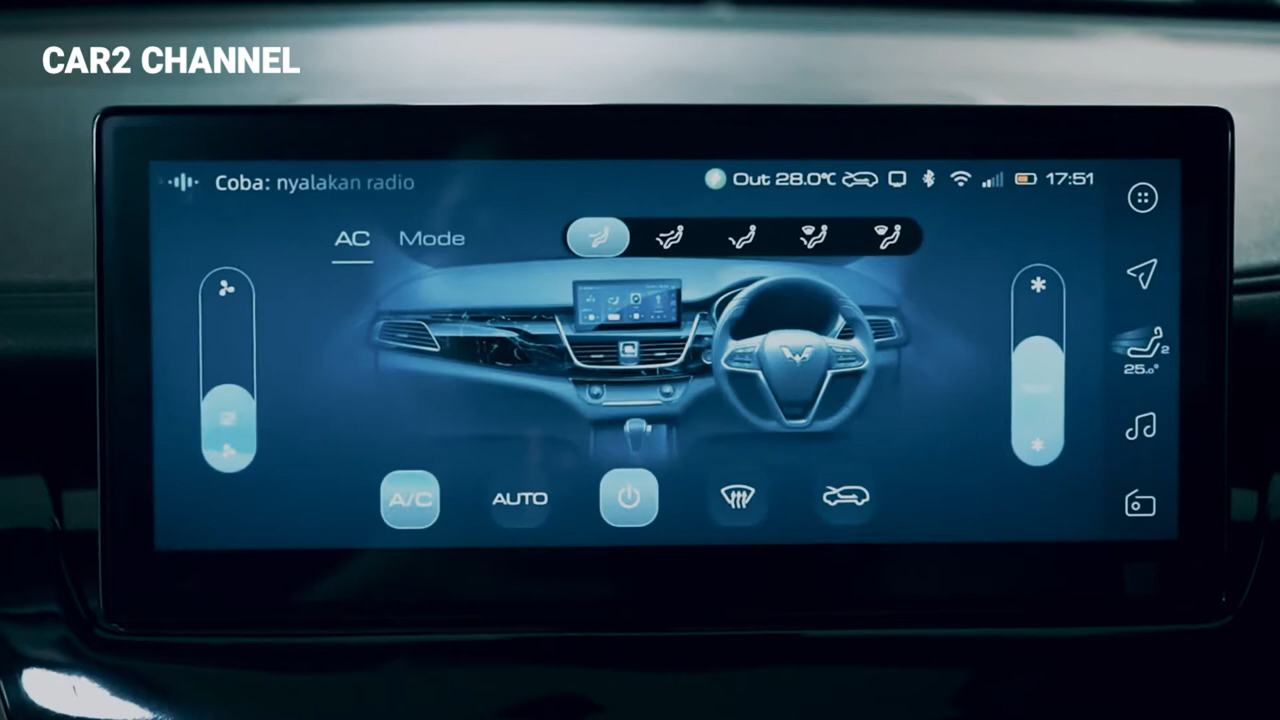 CAR2 CHANNEL
Coba: nyalakan radio
Out 28.0℃
17:51
AC
Mode
2
25.0°
A/C
AUTO